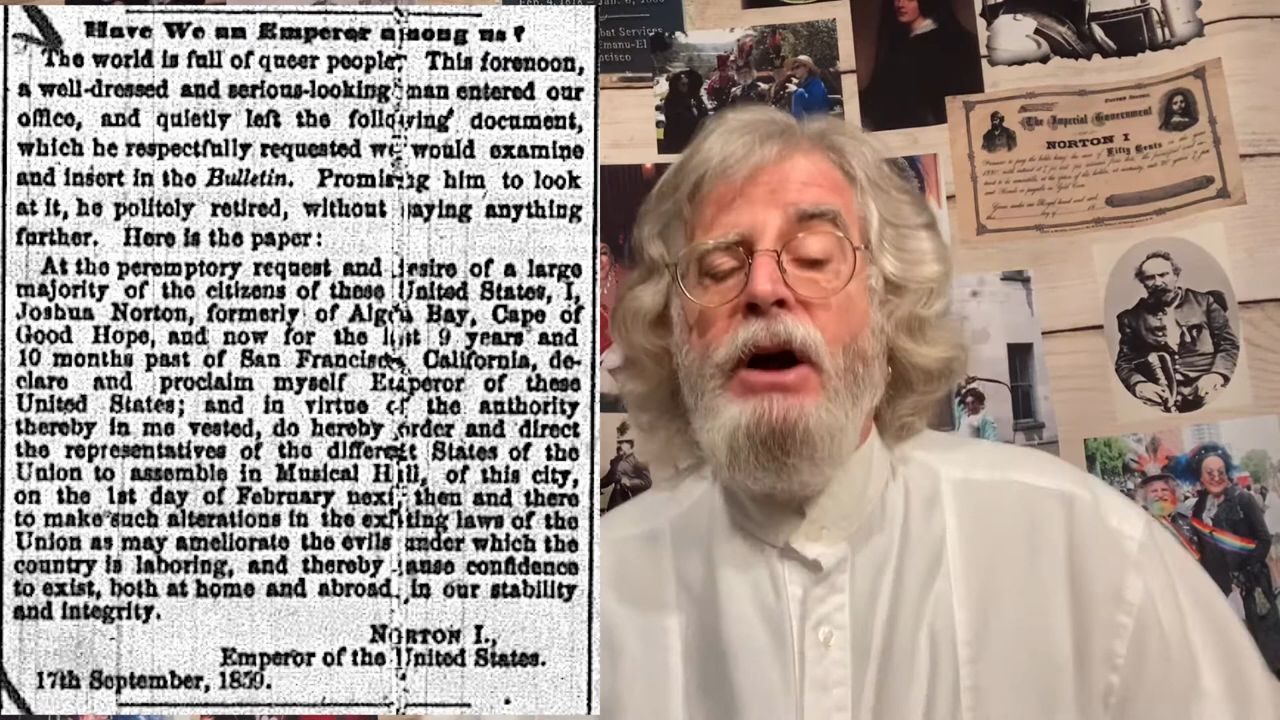 Have We an Emperor among us?
The world is full of queer people. This forenoon,
a well-dressed and serious-looking man entered our
office, and quietly left the following document,
which he respectfully requested we would examine
and insert in the Bulletin. Promising him to look
at it, he politely retired, without saying anything
further. Here is the paper:
At the peremptory request and desire of a large
majority of the citizens of these United States, I,
Joshua Norton, formerly of Algoa Bay, Cape of
Good Hope, and now for the last 9 years and
10 months past of San Francisco, California, de-
clare and proclaim myself Emperor of these
United States; and in virtue of the authority
thereby in me vested, do hereby order and direct
the representatives of the different States of the
Union to assemble in Musical Hall, of this city,
on the 1st day of February next, then and there
to make such alterations in the existing laws of the
Union as may ameliorate the evils under which the
country is laboring, and thereby cause confidence
to exist, both at home and abroad, in our stability
and integrity.
NORTON I.,
Emperor of the United States.
17th September, 1859.
bat Services
Emanu-El
ncisco
The Imperial Government
NORTON I
Fifty Cents